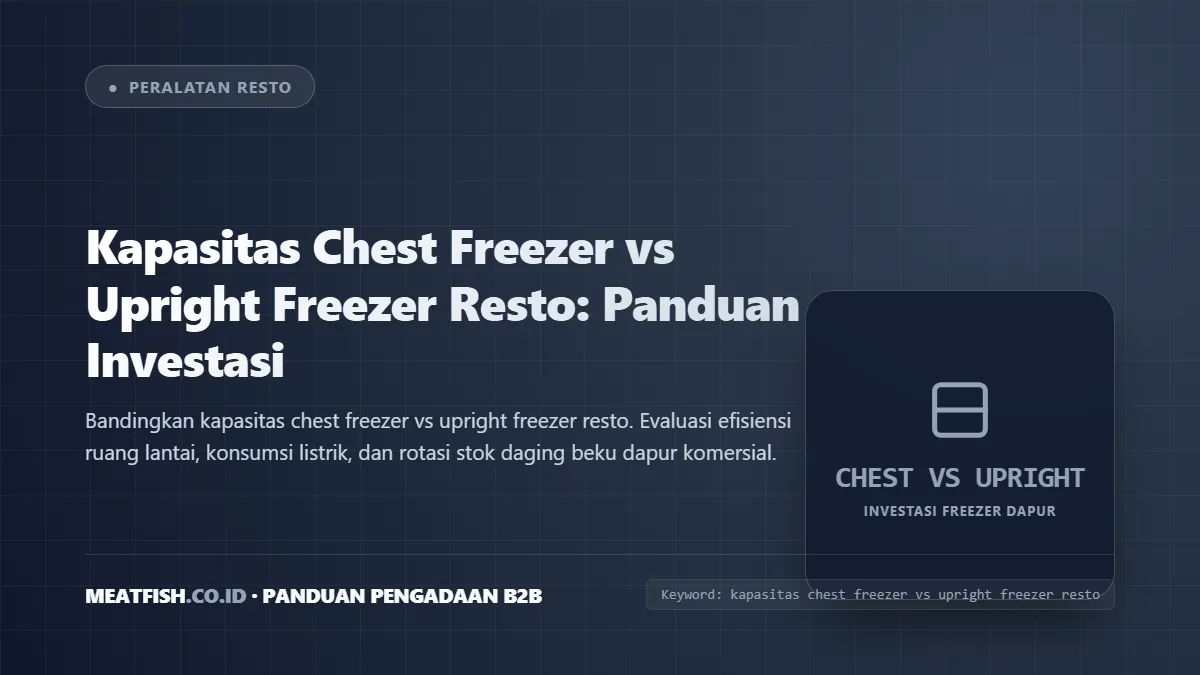 PERALATAN RESTO
Kapasitas Chest Freezer vs
Upright Freezer Resto: Panduan
Investasi
Bandingkan kapasitas chest freezer vs upright freezer resto. Evaluasi efisiensi
ruang lantai, konsumsi listrik, dan rotasi stok daging beku dapur komersial.
CHEST VS UPRIGHT
INVESTASI FREEZER DAPUR
MEATFISH.CO.ID • PANDUAN PENGADAAN B2B
Keyword: kapasitas chest freezer vs upright freezer resto